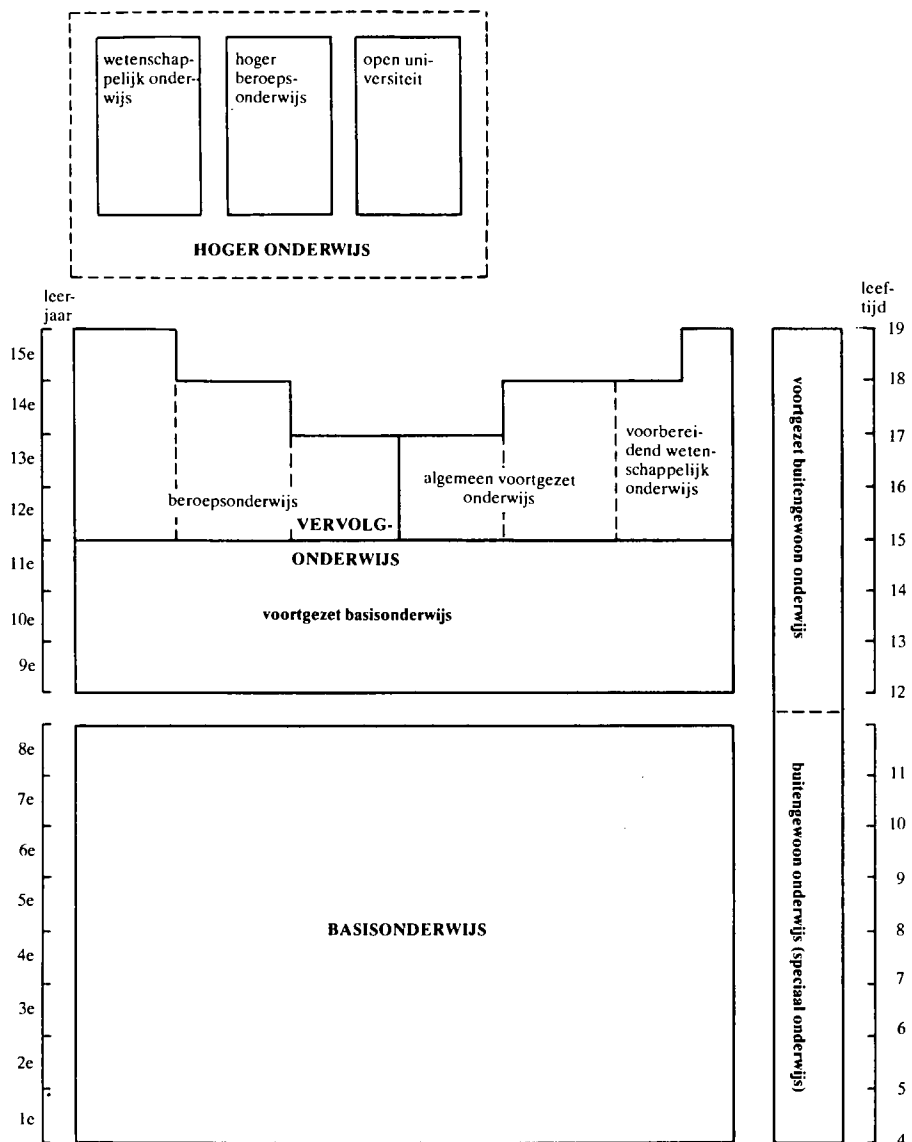 wetenschap-
pelijk onder-
wijs
hoger
beroeps-
onderwijs
open uni-
versiteit
HOGER ONDERWIJS
leer-
jaar
15e
14e
13e
12e
11e
10e
9e
8e
7e
6e
5e
4e
3e
2e
1e
beroepsonderwijs
algemeen voortgezet
onderwijs
voorberei-
dend weten-
schappelijk
onderwijs
VERVOLG-
ONDERWIJS
voortgezet basisonderwijs
BASISONDERWIJS
voortgezet buitengewoon onderwijs
buitengewoon onderwijs (speciaal onderwijs)
leef-
tijd
19
18
17
16
15
14
13
12
11
10
9
8
7
6
5
4